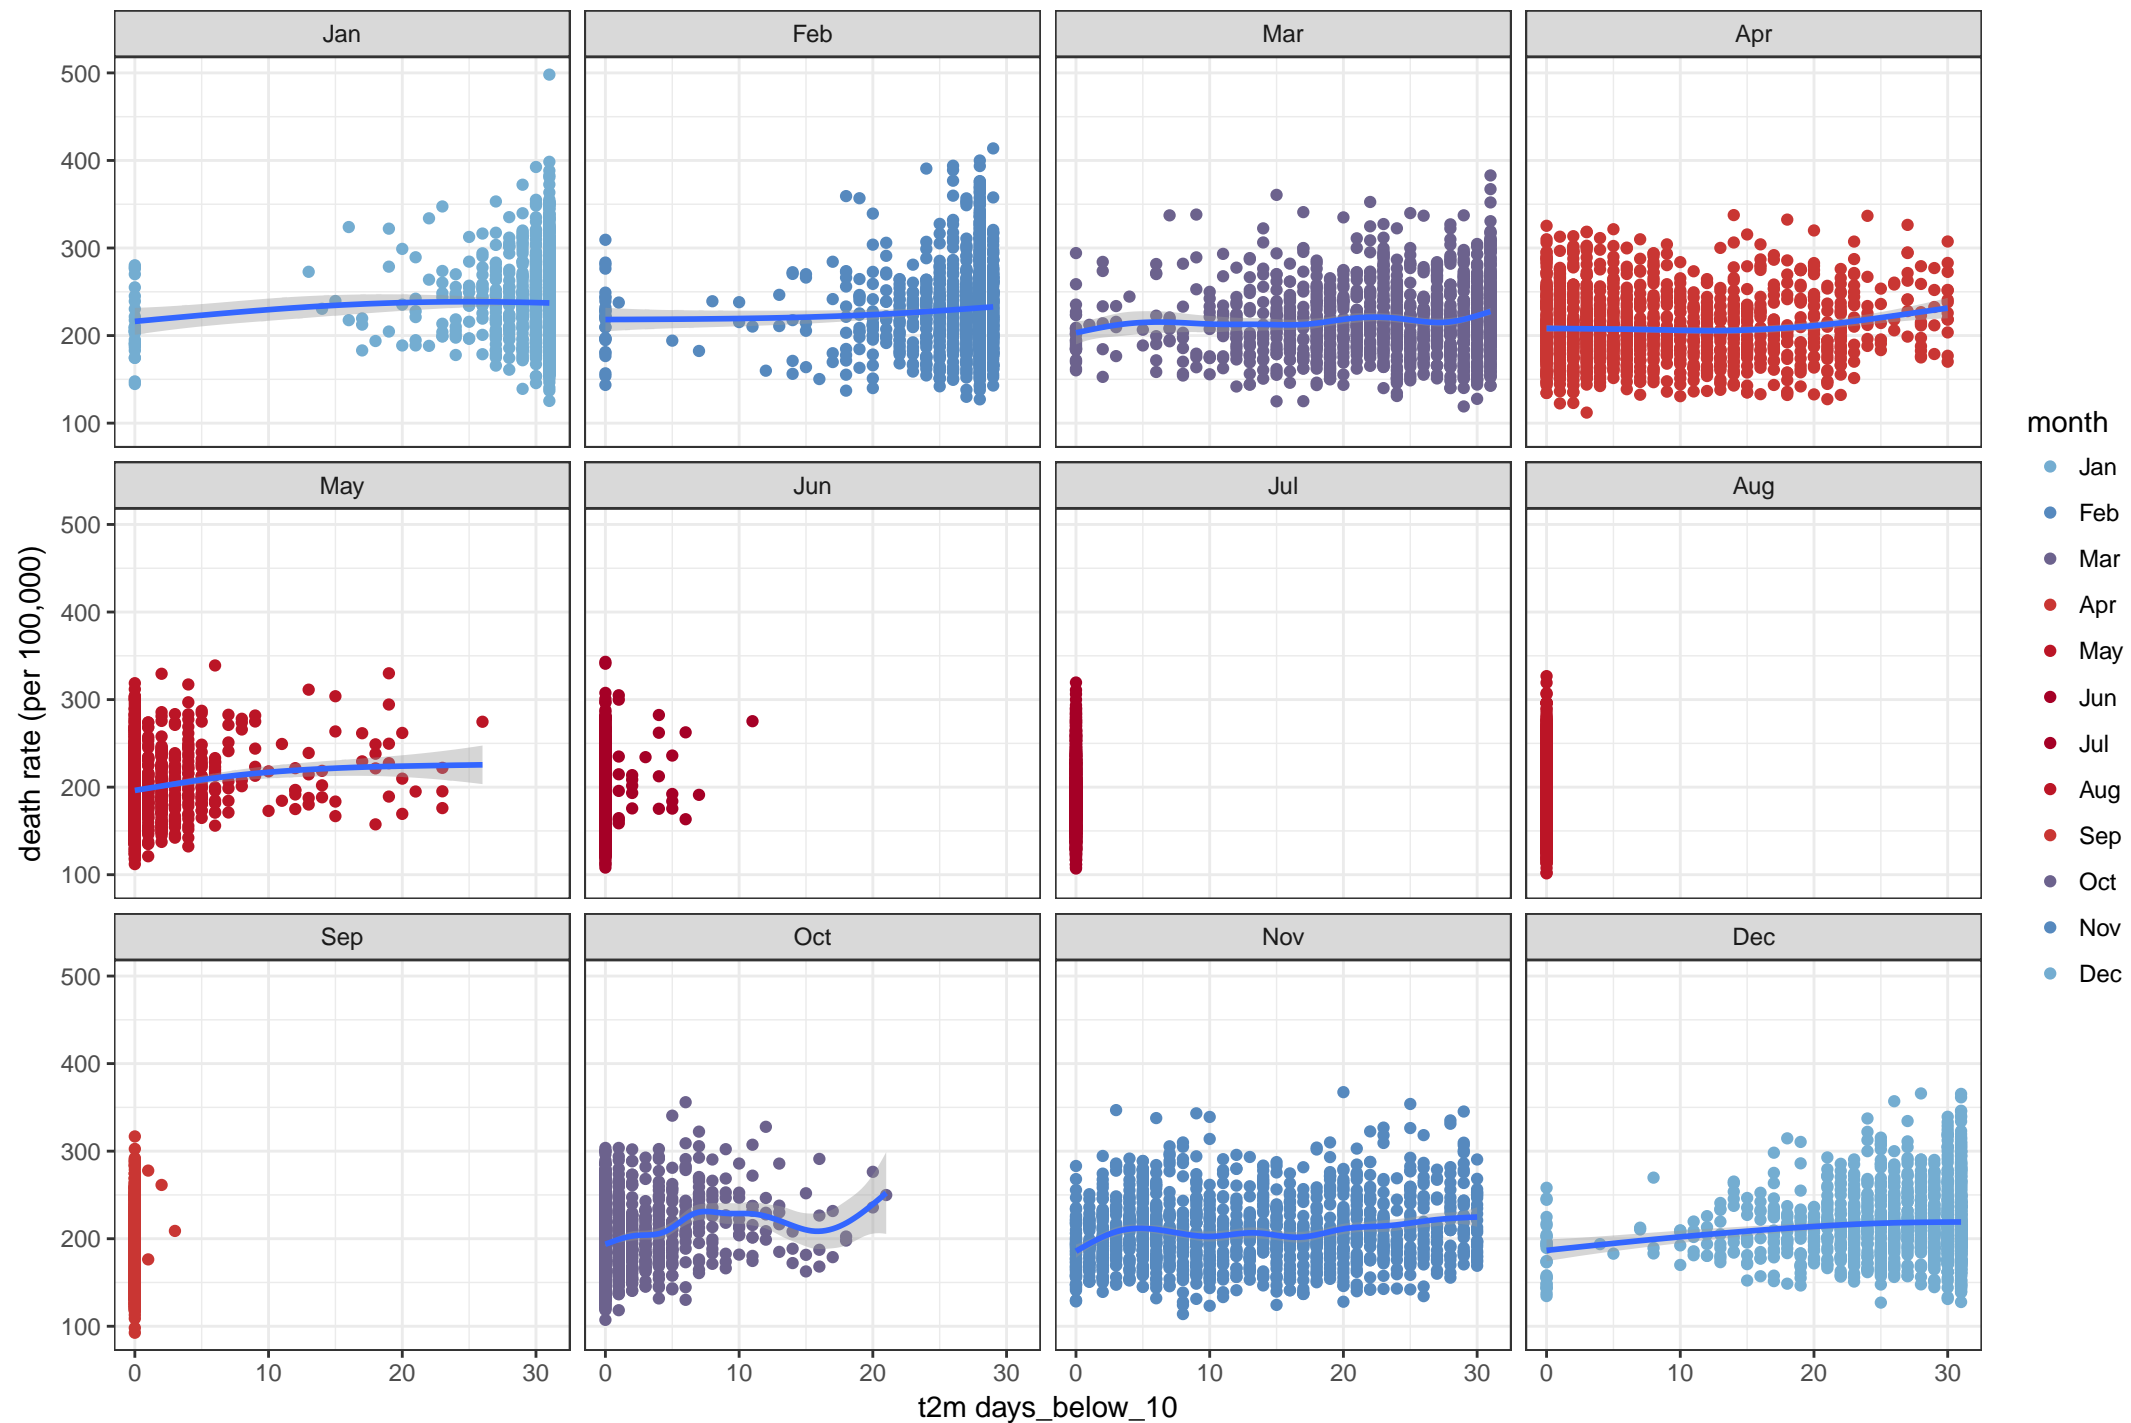 Jan Feb Mar Apr
500
400
300
200
100
May Jun Jul Aug
500
400
300
200
100
Sep Oct Nov Dec
500
400
300
200
100
0 10 20 30 0 10 20 30 0 10 20 30 0 10 20 30
t2m days_below_10
death rate (per 100,000)
month
Jan
Feb
Mar
Apr
May
Jun
Jul
Aug
Sep
Oct
Nov
Dec